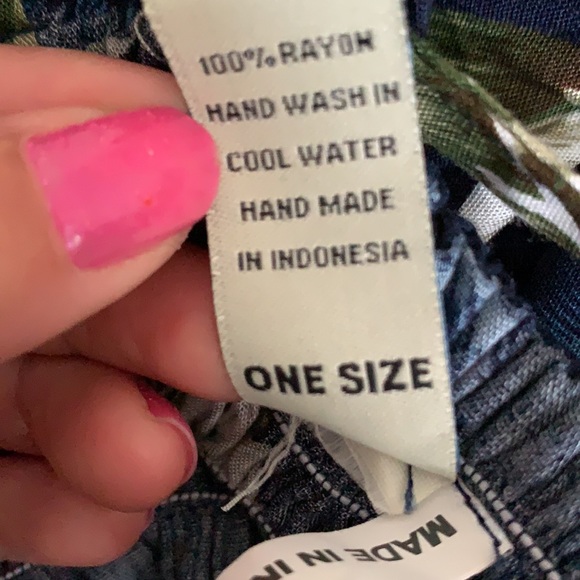 100% RAYON
HAND WASH IN
COOL WATER
HAND MADE
IN INDONESIA
ONE SIZE
MADE IN